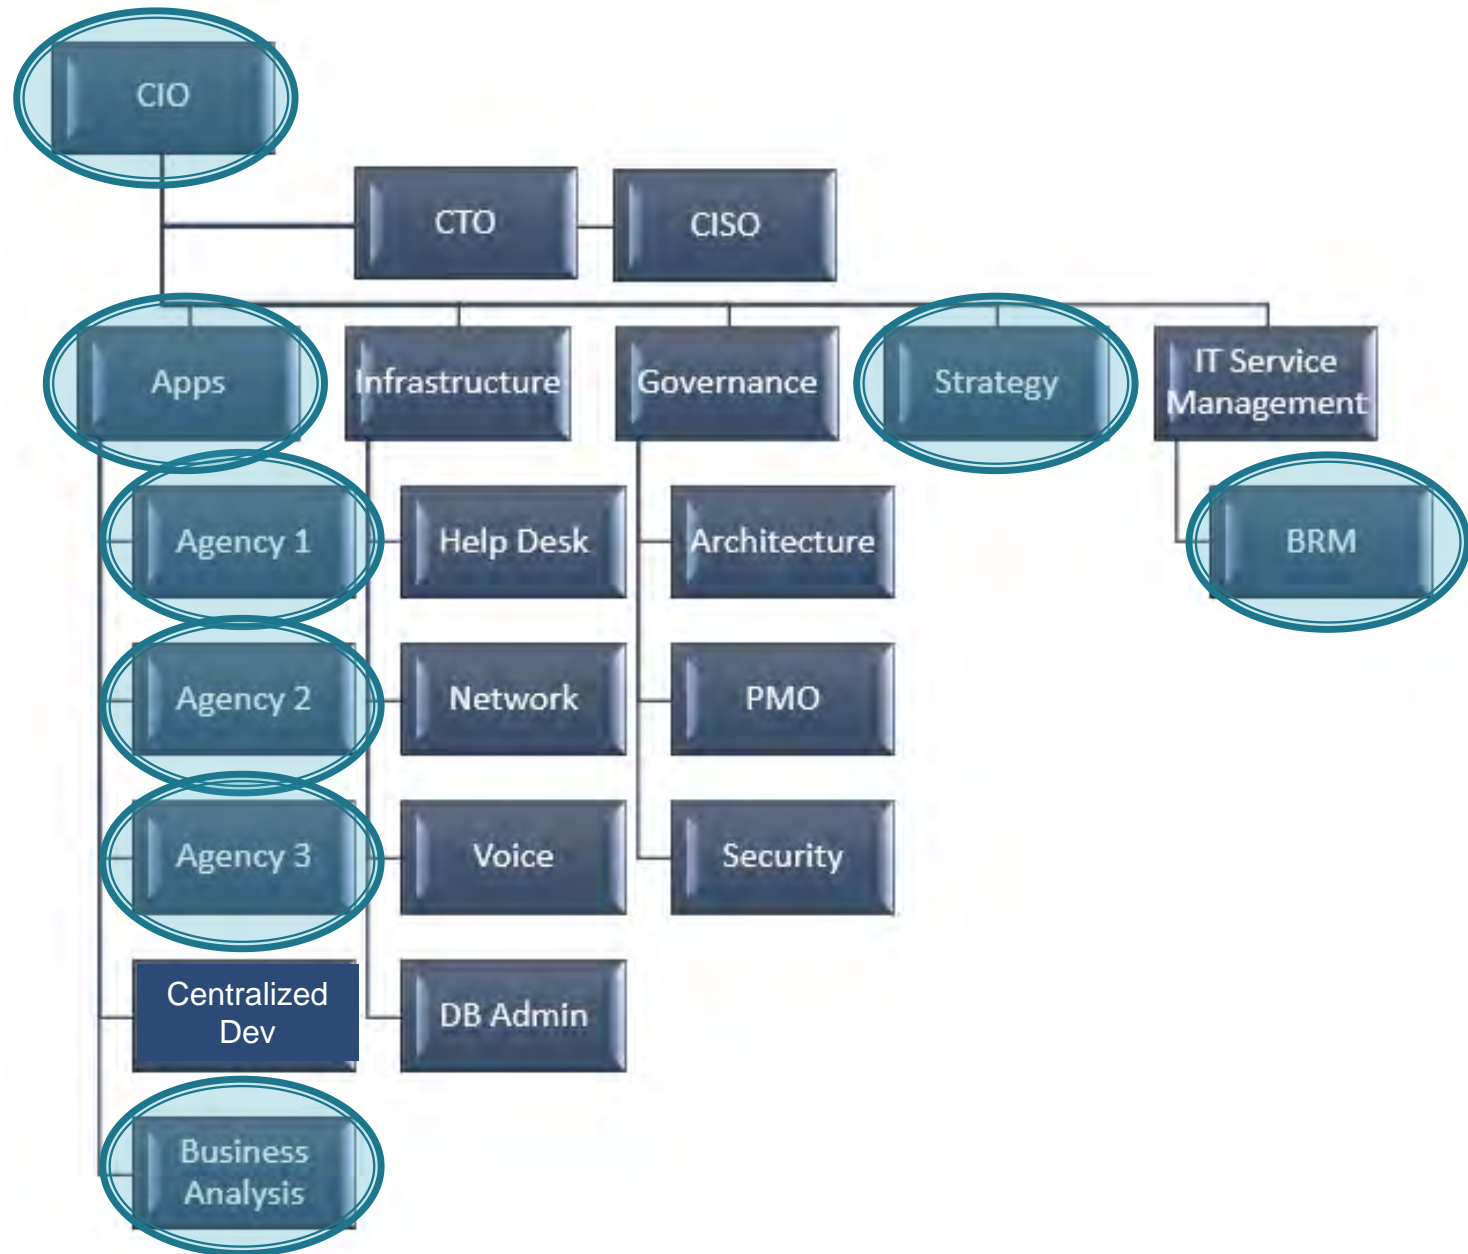 CIO
CTO
CISO
Apps
Infrastructure
Governance
Strategy
IT Service
Management
Agency 1
Help Desk
Architecture
BRM
Agency 2
Network
PMO
Agency 3
Voice
Security
Centralized
Dev
DB Admin
Business
Analysis